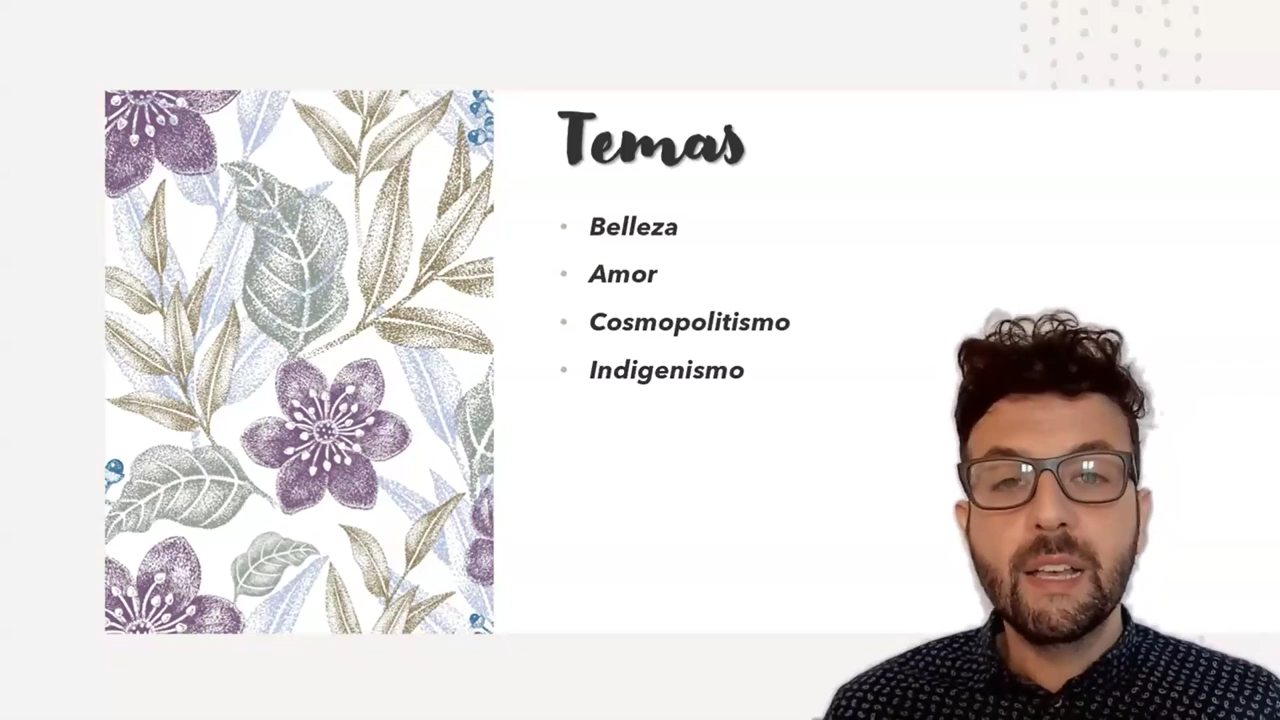 Temas
Belleza
Amor
Cosmopolitismo
Indigenismo